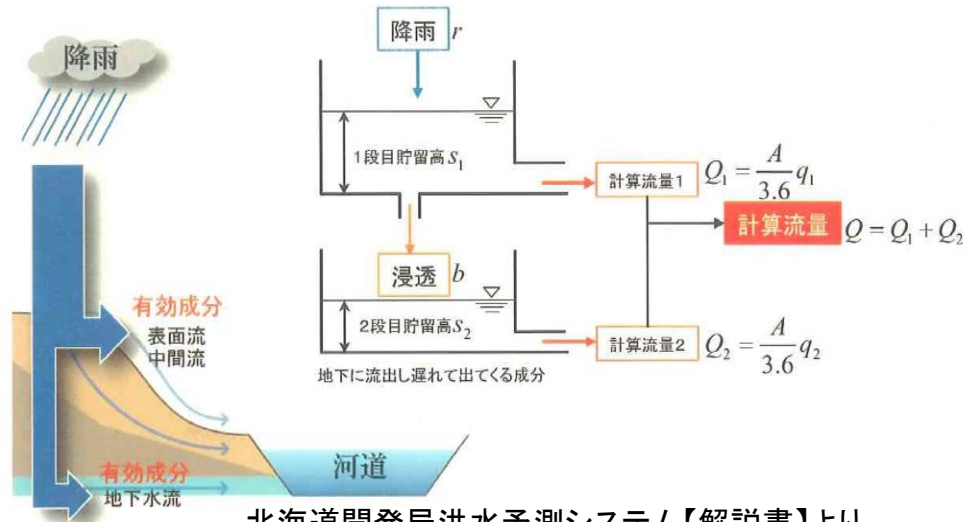 降雨
降雨 r
1段目貯留高 s₁
計算流量1 Q₁ = A/3.6 q₁
計算流量 Q = Q₁ + Q₂
浸透 b
2段目貯留高 s₂
計算流量2 Q₂ = A/3.6 q₂
地下に流出し遅れて出てくる成分
有効成分
表面流
中間流
有効成分
地下水流
河道